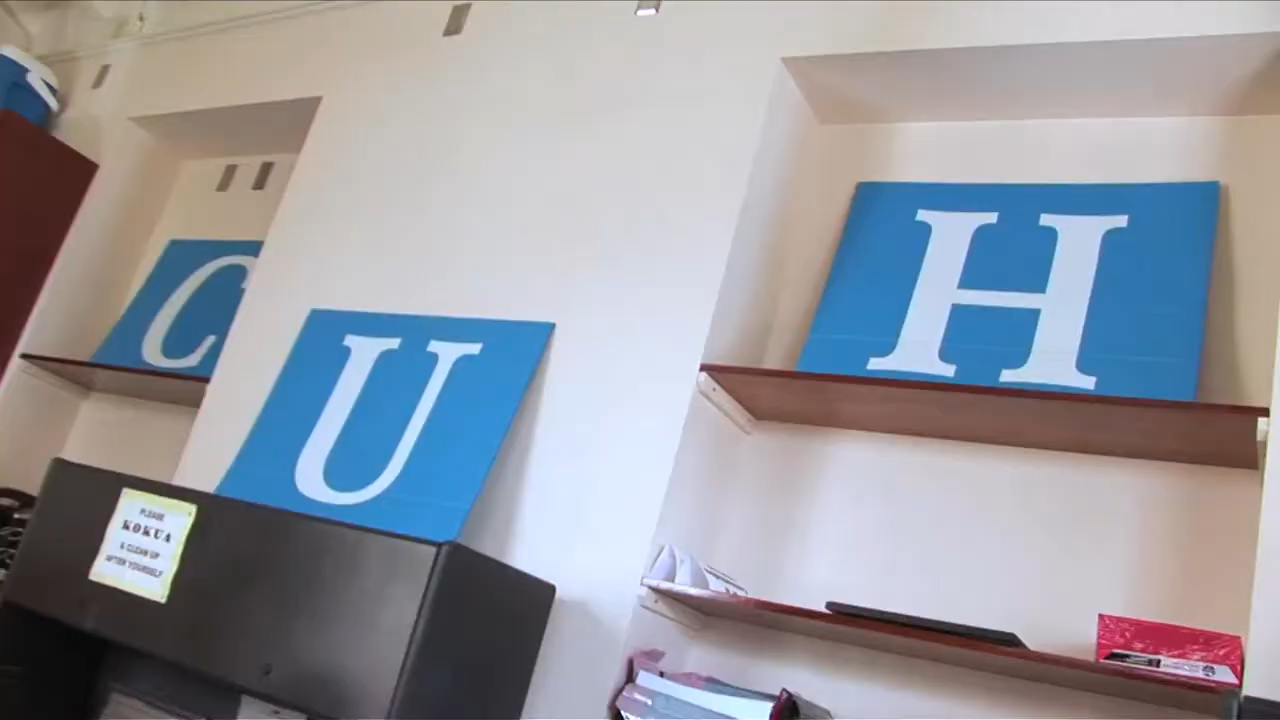 C
U
H
PLEASE
KOKUA
& CLEAN UP
AFTER YOURSELF